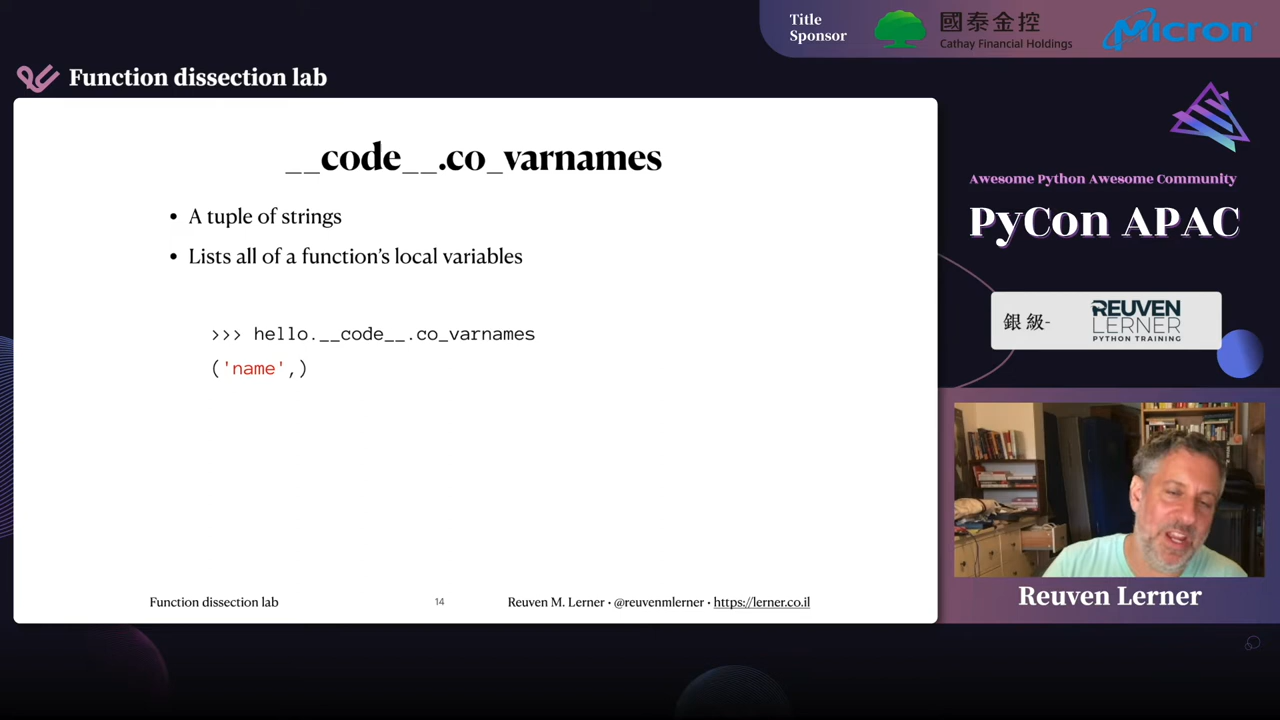 Title
Sponsor
國泰金控
Cathay Financial Holdings
Micron
Function dissection lab
__code__.co_varnames
• A tuple of strings
• Lists all of a function’s local variables
>>> hello.__code__.co_varnames
('name',)
Function dissection lab
14
Reuven M. Lerner • @reuvenmlerner • https://lerner.co.il
Awesome Python Awesome Community
PyCon APAC
銀級-
REUVEN
LERNER
PYTHON TRAINING
Reuven Lerner